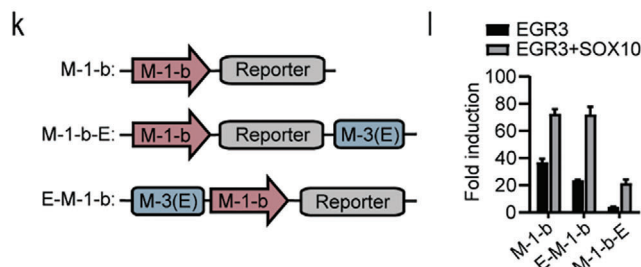 k
M-1-b: M-1-b Reporter
M-1-b-E: M-1-b Reporter M-3(E)
E-M-1-b: M-3(E) M-1-b Reporter
l
EGR3
EGR3+SOX10
Fold induction
100
80
60
40
20
0
M-1-b
E-M-1-b
M-1-b-E